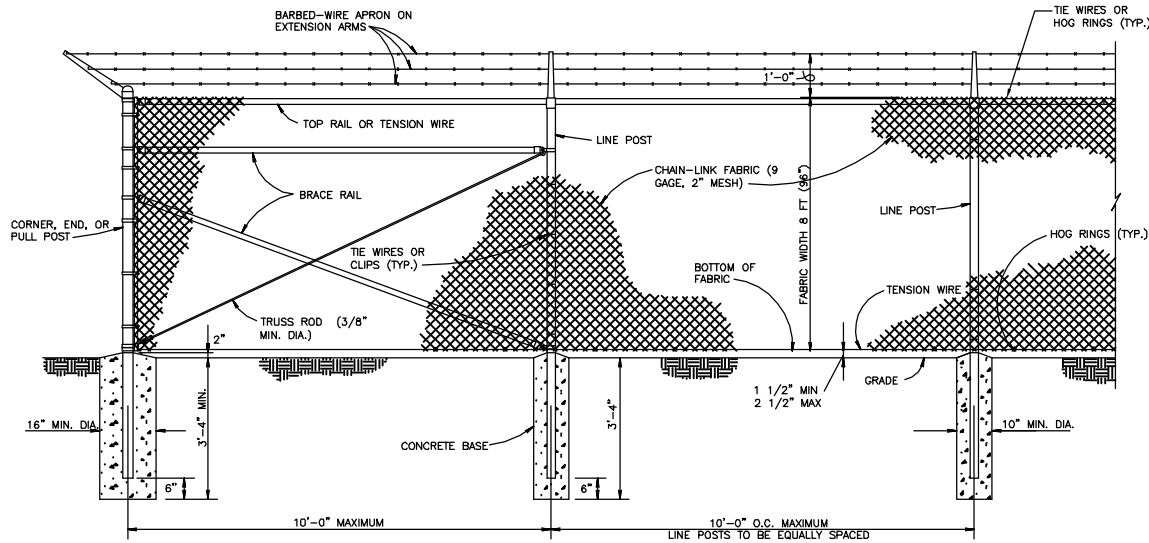 BARBED-WIRE APRON ON
EXTENSION ARMS
TIE WIRES OR
HOG RINGS (TYP.)
1'-0"
TOP RAIL OR TENSION WIRE
LINE POST
CHAIN-LINK FABRIC (9
GAGE, 2" MESH)
BRACE RAIL
FABRIC WIDTH 8 FT (96")
LINE POST
CORNER, END, OR
PULL POST
HOG RINGS (TYP.)
TIE WIRES OR
CLIPS (TYP.)
BOTTOM OF
FABRIC
TENSION WIRE
TRUSS ROD (3/8"
MIN. DIA.)
2"
GRADE
1 1/2" MIN
2 1/2" MAX
16" MIN. DIA.
3'-4" MIN.
CONCRETE BASE
3'-4"
10" MIN. DIA.
6"
6"
10'-0" MAXIMUM
10'-0" O.C. MAXIMUM
LINE POSTS TO BE EQUALLY SPACED